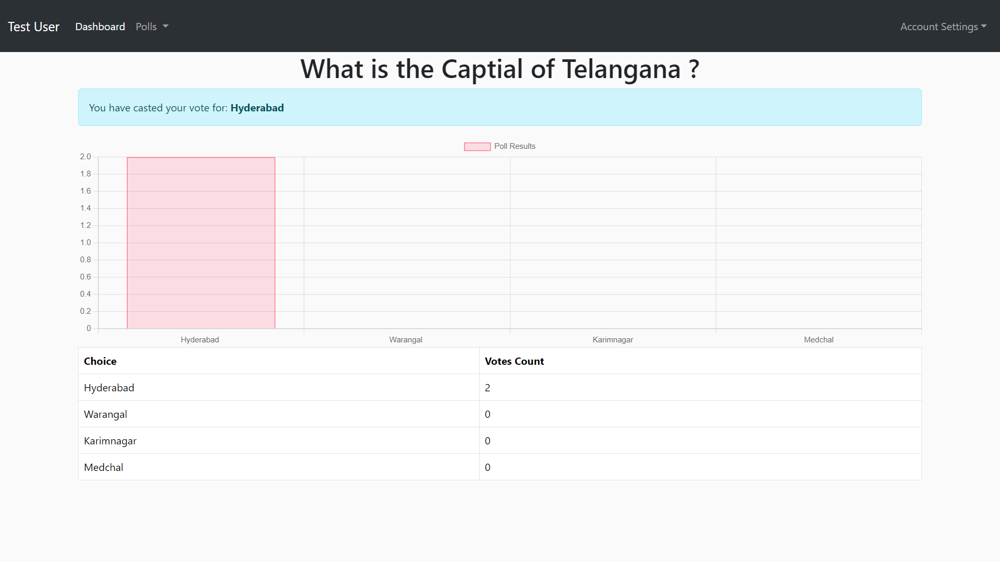 Test User Dashboard Polls Account Settings
What is the Captial of Telangana ?
You have casted your vote for: Hyderabad
Poll Results
2.0
1.8
1.6
1.4
1.2
1.0
0.8
0.6
0.4
0.2
0
Hyderabad Warangal Karimnagar Medchal
Choice Votes Count
Hyderabad 2
Warangal 0
Karimnagar 0
Medchal 0